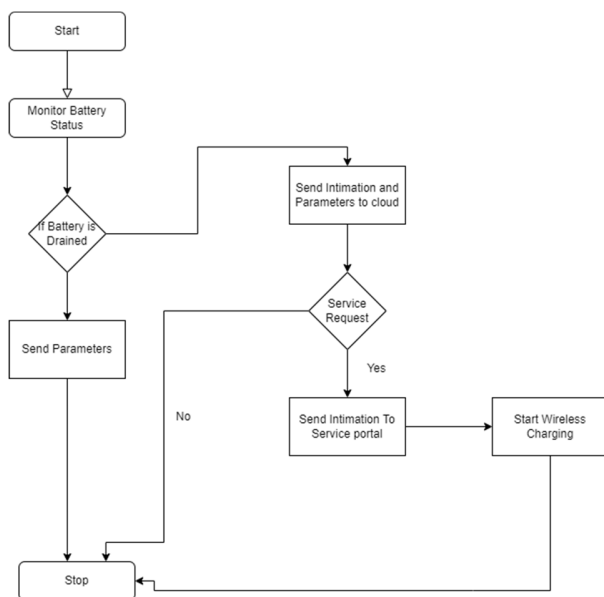 Start
Monitor Battery
Status
Send Intimation and
Parameters to cloud
If Battery is
Drained
Service
Request
Send Parameters
Yes
No
Send Intimation To
Service portal
Start Wireless
Charging
Stop